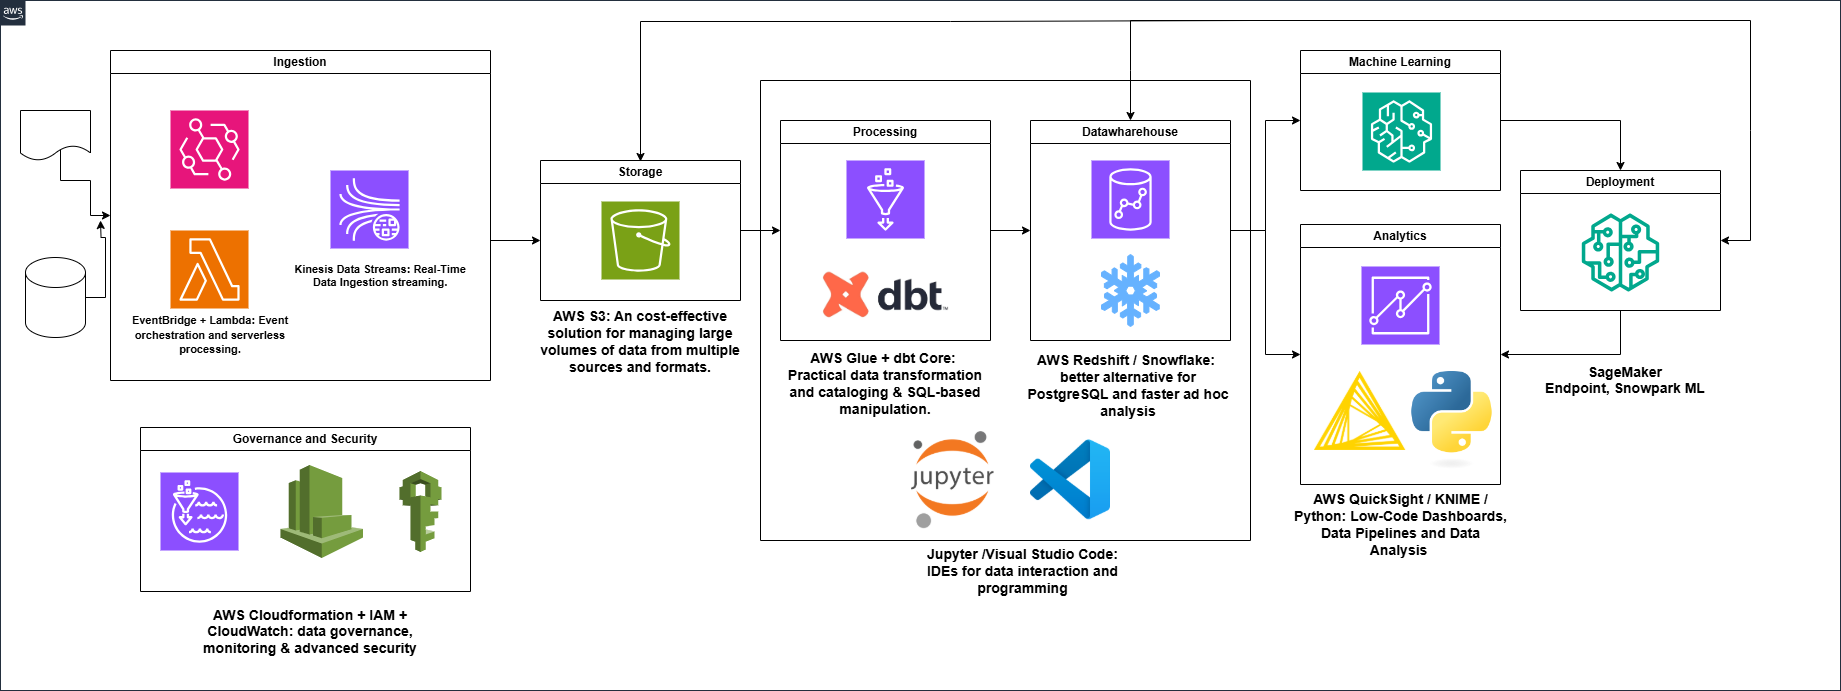 aws
Ingestion
Kinesis Data Streams: Real-Time
Data Ingestion streaming.
EventBridge + Lambda: Event
orchestration and serverless
processing.
Storage
AWS S3: An cost-effective
solution for managing large
volumes of data from multiple
sources and formats.
Processing
dbt
TM
AWS Glue + dbt Core:
Practical data transformation
and cataloging & SQL-based
manipulation.
Datawharehouse
AWS Redshift / Snowflake:
better alternative for
PostgreSQL and faster ad hoc
analysis
jupyter
Jupyter /Visual Studio Code:
IDEs for data interaction and
programming
Machine Learning
Analytics
AWS QuickSight / KNIME /
Python: Low-Code Dashboards,
Data Pipelines and Data
Analysis
Deployment
SageMaker
Endpoint, Snowpark ML
Governance and Security
AWS Cloudformation + IAM +
CloudWatch: data governance,
monitoring & advanced security